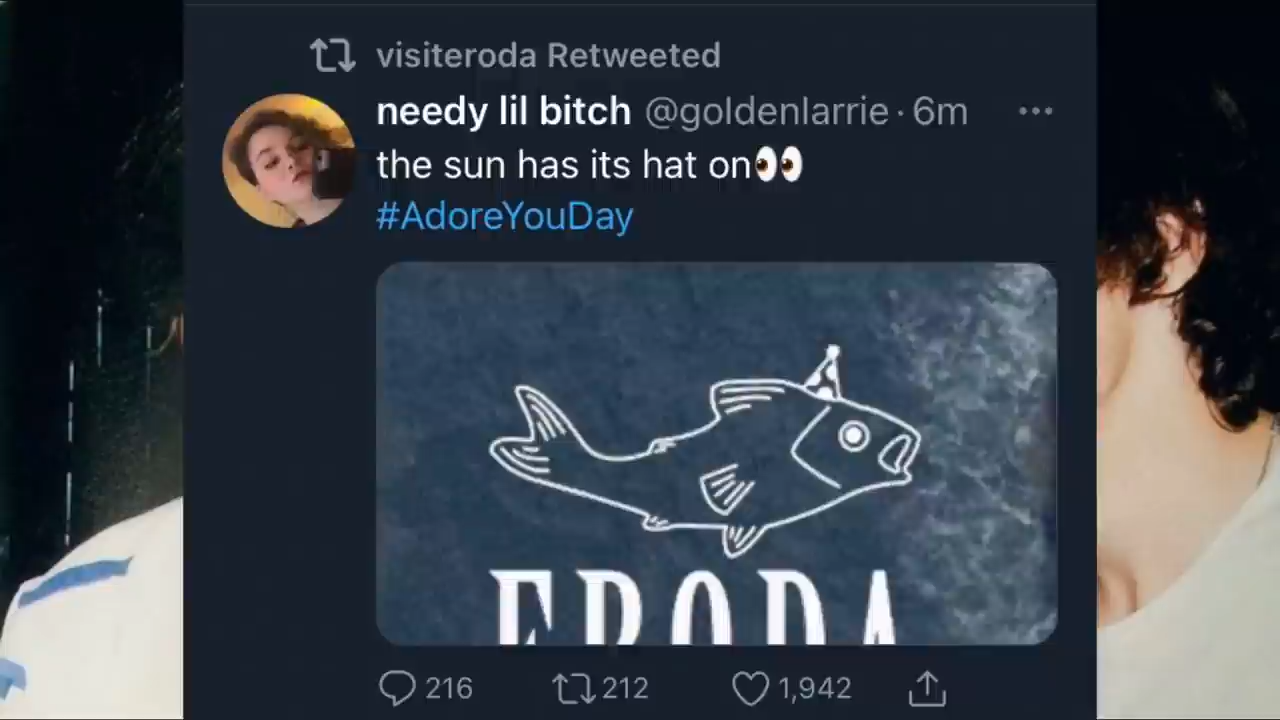 visiteroda Retweeted
needy lil bitch @goldenlarrie · 6m
the sun has its hat on👀
#AdoreYouDay
ERODA
216 212 1,942